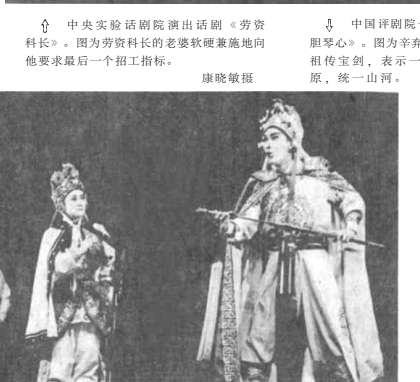 ⇧ 中央实验话剧院演出话剧《劳资
科长》。图为劳资科长的老婆软硬兼施地向
他要求最后一个招工指标。
康晓敏摄
⇩ 中国评剧院
胆琴心》。图为辛弃
祖传宝剑，表示一
原，统一山河。